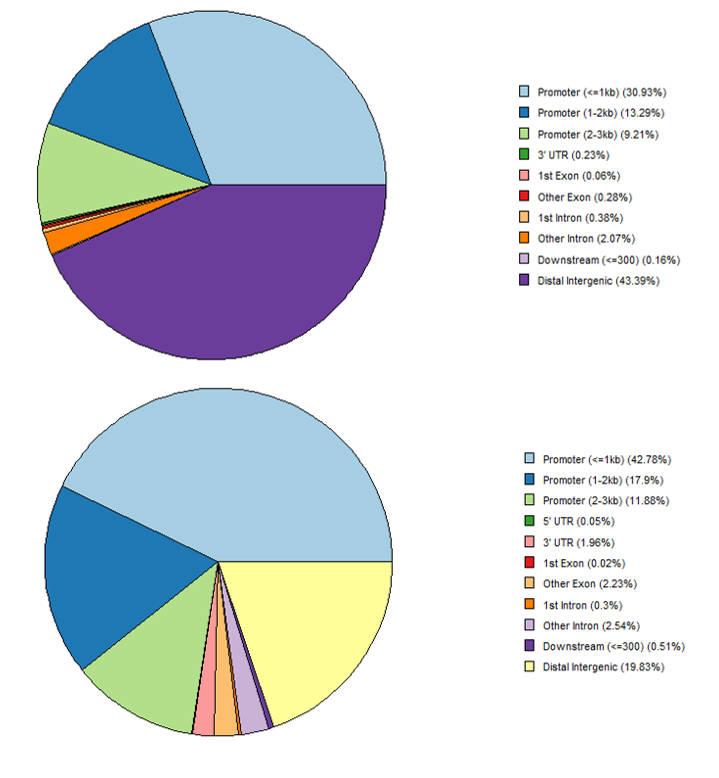 Promoter (<=1kb) (30.93%)
Promoter (1-2kb) (13.29%)
Promoter (2-3kb) (9.21%)
3' UTR (0.23%)
1st Exon (0.06%)
Other Exon (0.28%)
1st Intron (0.38%)
Other Intron (2.07%)
Downstream (<=300) (0.16%)
Distal Intergenic (43.39%)
Promoter (<=1kb) (42.78%)
Promoter (1-2kb) (17.9%)
Promoter (2-3kb) (11.88%)
5' UTR (0.05%)
3' UTR (1.96%)
1st Exon (0.02%)
Other Exon (2.23%)
1st Intron (0.3%)
Other Intron (2.54%)
Downstream (<=300) (0.51%)
Distal Intergenic (19.83%)